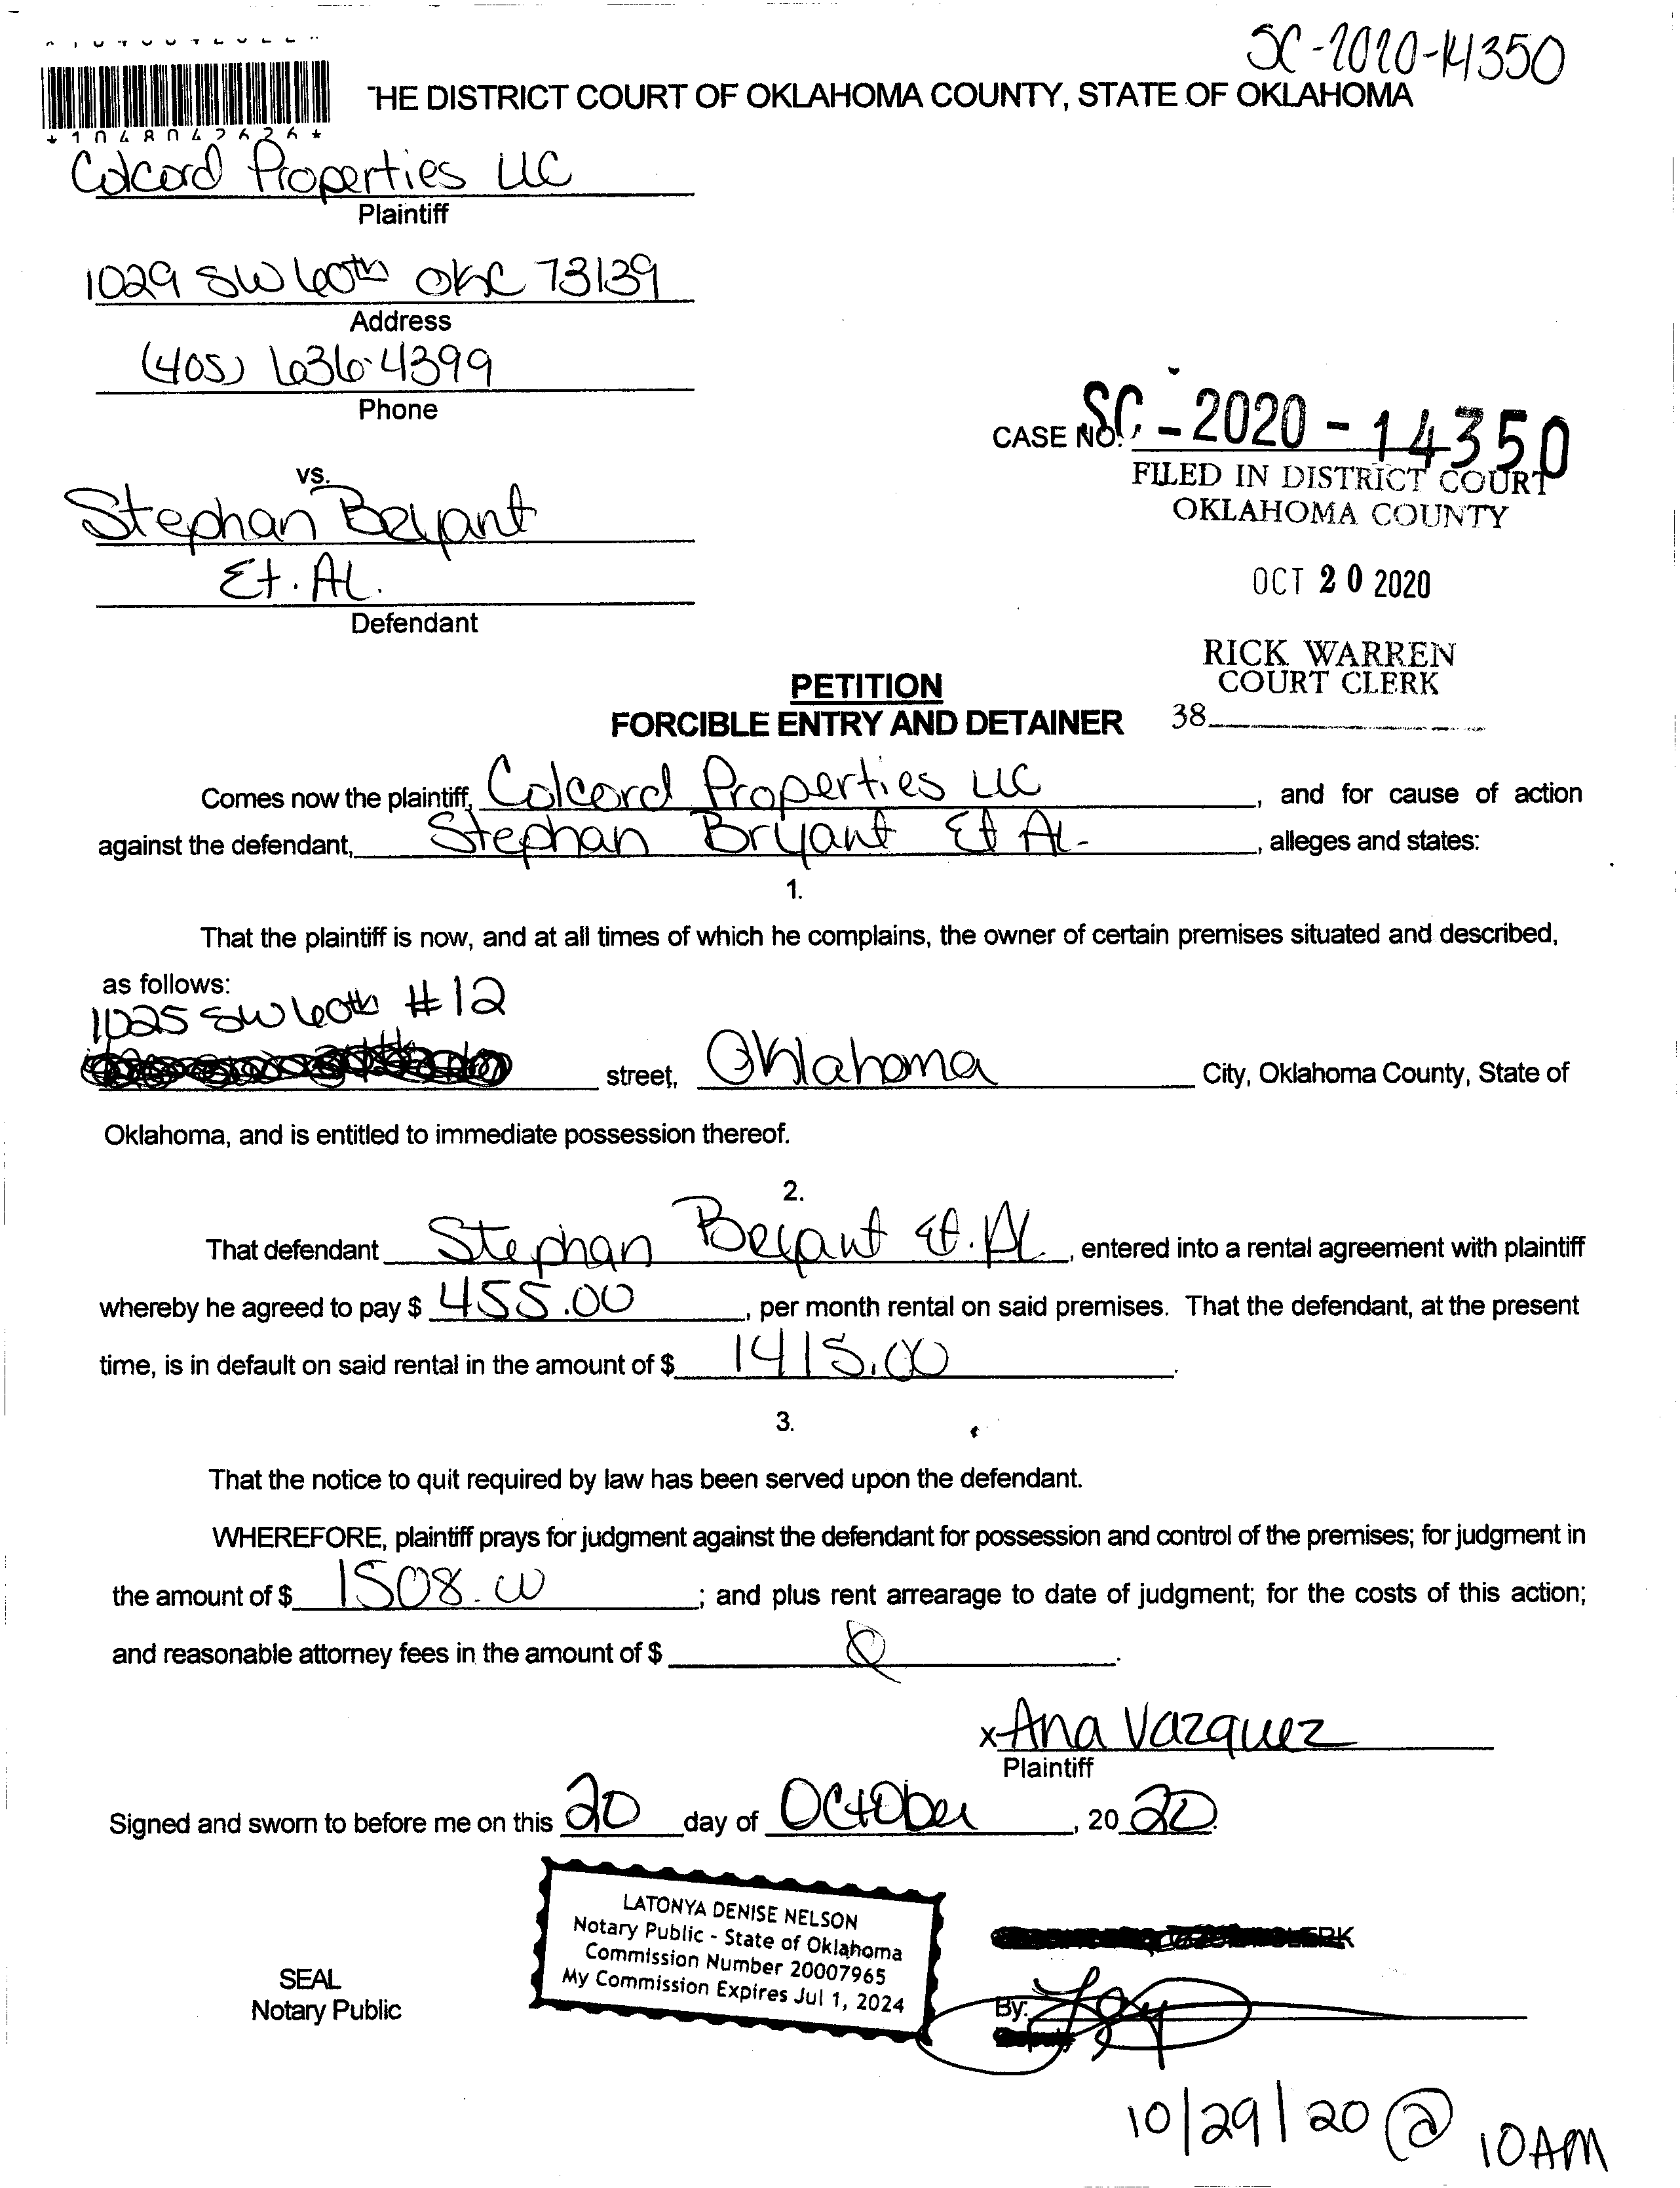 SC-2020-14350
THE DISTRICT COURT OF OKLAHOMA COUNTY, STATE OF OKLAHOMA
*1048042626*
Colcord Properties LLC
Plaintiff
1029 SW 60th OKC 73139
Address
(405) 636-4399
Phone
CASE NO. SC-2020-14350
FILED IN DISTRICT COURT
OKLAHOMA COUNTY
vs.
Stephan Bryant
Et. AL.
Defendant
OCT 20 2020
RICK WARREN
COURT CLERK
38
PETITION
FORCIBLE ENTRY AND DETAINER
Comes now the plaintiff, Colcord Properties LLC, and for cause of action
against the defendant, Stephan Bryant Et AL., alleges and states:
1.
That the plaintiff is now, and at all times of which he complains, the owner of certain premises situated and described,
as follows:
1025 SW 60th #12
street, Oklahoma City, Oklahoma County, State of
Oklahoma, and is entitled to immediate possession thereof.
2.
That defendant Stephan Bryant Et. AL, entered into a rental agreement with plaintiff
whereby he agreed to pay $ 455.00, per month rental on said premises. That the defendant, at the present
time, is in default on said rental in the amount of $ 1415.00.
3.
That the notice to quit required by law has been served upon the defendant.
WHEREFORE, plaintiff prays for judgment against the defendant for possession and control of the premises; for judgment in
the amount of $ 1508.00; and plus rent arrearage to date of judgment; for the costs of this action;
and reasonable attorney fees in the amount of $
x Ana Vazquez
Plaintiff
Signed and sworn to before me on this 20 day of October, 20 20.
LATONYA DENISE NELSON
Notary Public - State of Oklahoma
Commission Number 20007965
My Commission Expires Jul 1, 2024
SEAL
Notary Public
By:
10/29/20 @ 10AM